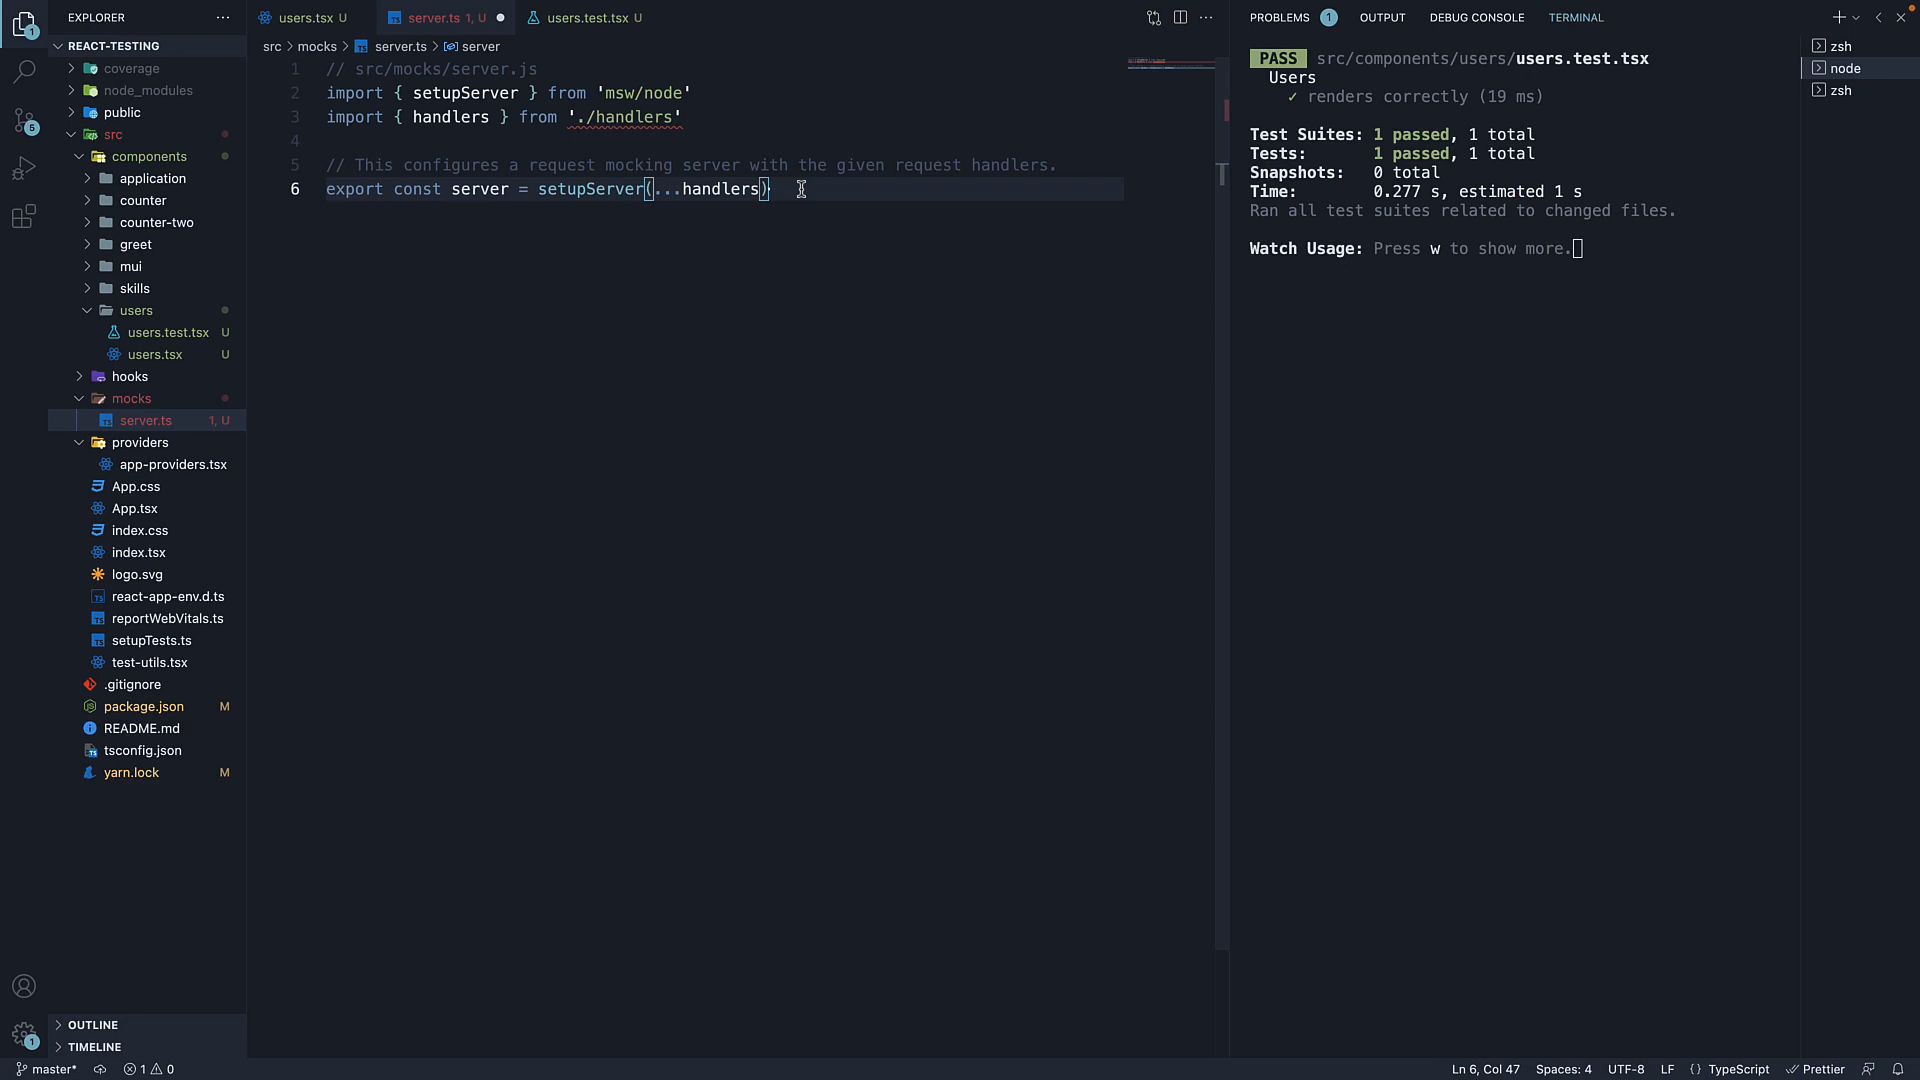 1
5
1
EXPLORER
REACT-TESTING
coverage
node_modules
public
src
components
application
counter
counter-two
greet
mui
skills
users
users.test.tsx U
users.tsx U
hooks
mocks
server.ts 1, U
providers
app-providers.tsx
App.css
App.tsx
index.css
index.tsx
logo.svg
react-app-env.d.ts
reportWebVitals.ts
setupTests.ts
test-utils.tsx
.gitignore
package.json M
README.md
tsconfig.json
yarn.lock M
OUTLINE
TIMELINE
users.tsx U
server.ts 1, U
users.test.tsx U
src > mocks > server.ts > server
1 // src/mocks/server.js
2 import { setupServer } from 'msw/node'
3 import { handlers } from './handlers'
4
5 // This configures a request mocking server with the given request handlers.
6 export const server = setupServer(...handlers)
PROBLEMS 1 OUTPUT DEBUG CONSOLE TERMINAL
PASS src/components/users/users.test.tsx
Users
✓ renders correctly (19 ms)
Test Suites: 1 passed, 1 total
Tests: 1 passed, 1 total
Snapshots: 0 total
Time: 0.277 s, estimated 1 s
Ran all test suites related to changed files.
Watch Usage: Press w to show more.
zsh
node
zsh
master* 1 0
Ln 6, Col 47 Spaces: 4 UTF-8 LF {} TypeScript Prettier